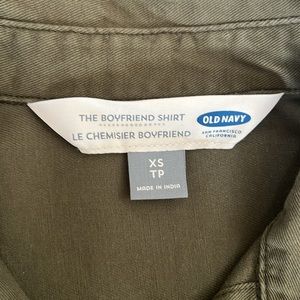 THE BOYFRIEND SHIRT
LE CHEMISIER BOYFRIEND
OLD NAVY
SAN FRANCISCO
CALIFORNIA
XS
TP
MADE IN INDIA